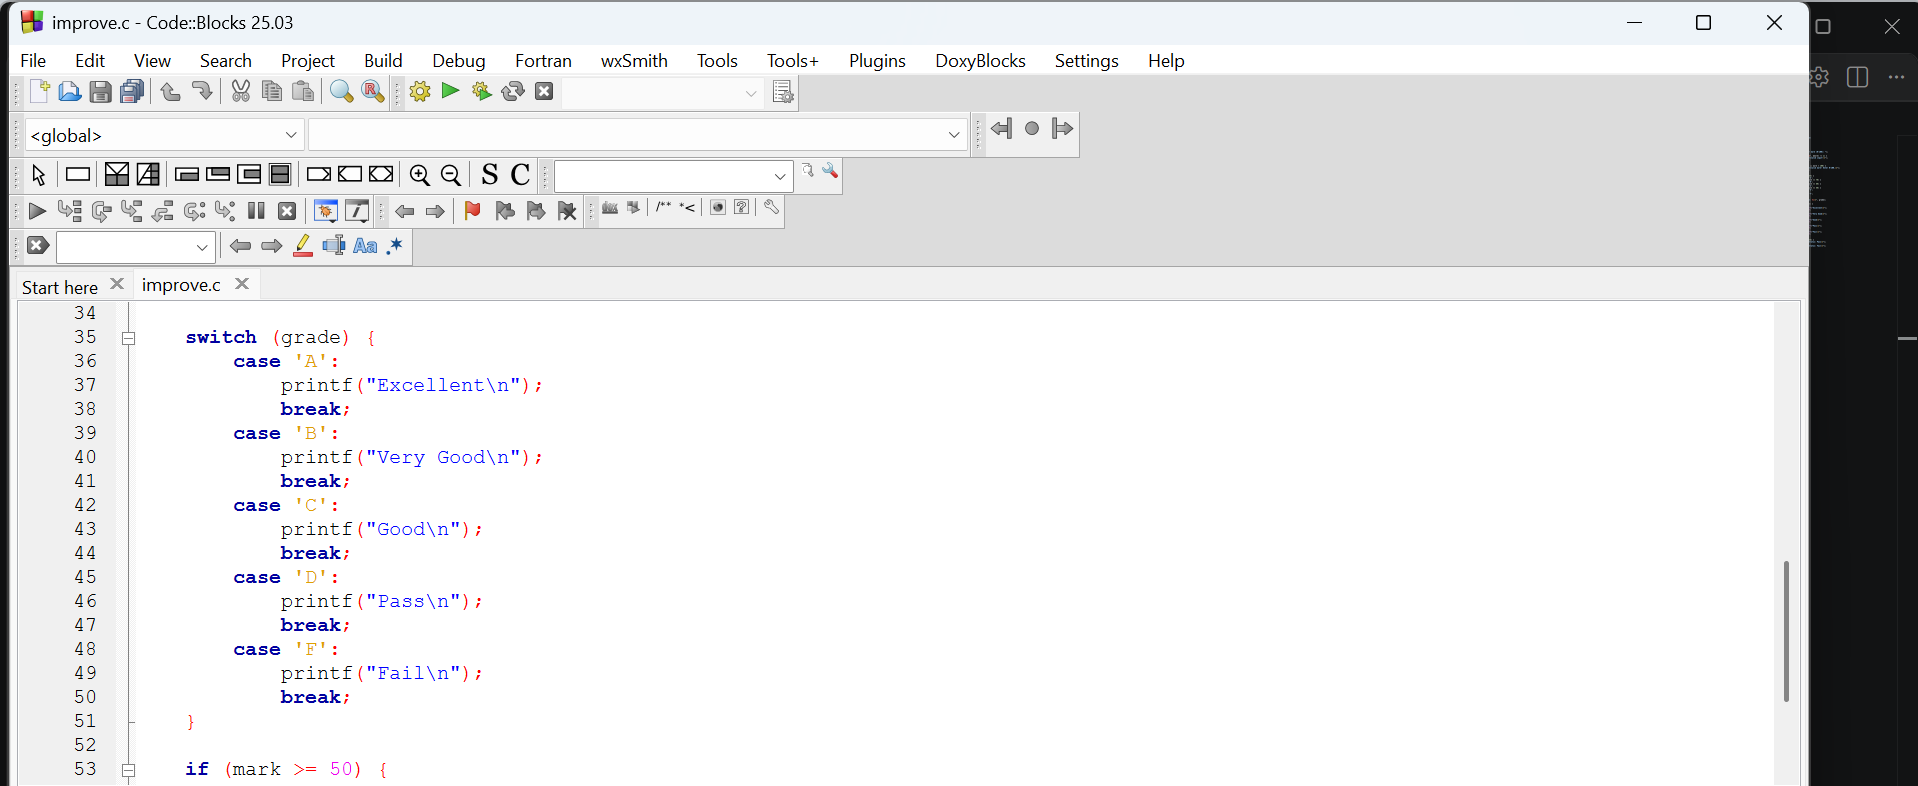 improve.c - Code::Blocks 25.03
File Edit View Search Project Build Debug Fortran wxSmith Tools Tools+ Plugins DoxyBlocks Settings Help
<global>
S C
/** *<
Aa .*
Start here improve.c
34
35 switch (grade) {
36 case 'A':
37 printf("Excellent\n");
38 break;
39 case 'B':
40 printf("Very Good\n");
41 break;
42 case 'C':
43 printf("Good\n");
44 break;
45 case 'D':
46 printf("Pass\n");
47 break;
48 case 'F':
49 printf("Fail\n");
50 break;
51 }
52
53 if (mark >= 50) {